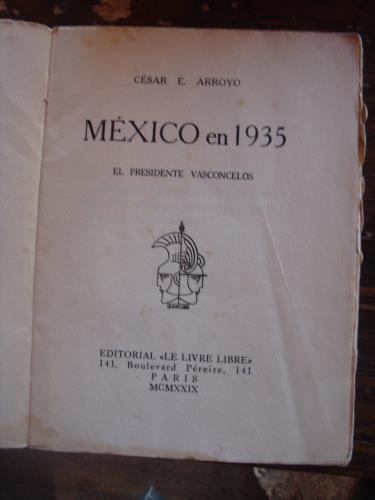 CÉSAR E. ARROYO
MÉXICO en 1935
EL PRESIDENTE VASCONCELOS
EDITORIAL «LE LIVRE LIBRE»
141, Boulevard Péreire, 141
PARIS
MCMXXIX